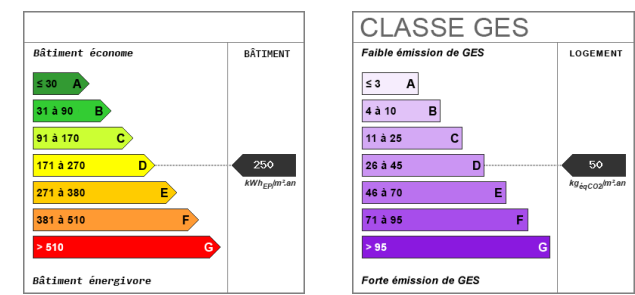 Bâtiment économe
BÂTIMENT
≤ 30 A
31 à 90 B
91 à 170 C
171 à 270 D
250
kWhEP/m².an
271 à 380 E
381 à 510 F
> 510 G
Bâtiment énergivore
CLASSE GES
Faible émission de GES
LOGEMENT
≤ 3 A
4 à 10 B
11 à 25 C
26 à 45 D
50
kgéqCO2/m².an
46 à 70 E
71 à 95 F
> 95 G
Forte émission de GES